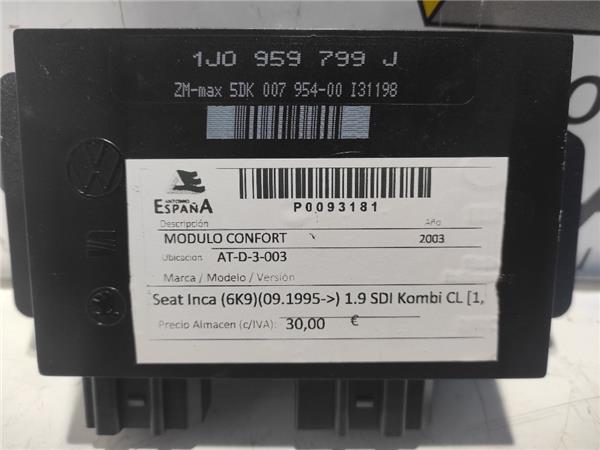 1J0 959 799 J
ZM-max 5DK 007 954-00 I31198
ANTONIO
ESPAÑA
P0093181
Descripción
Año
MODULO CONFORT
2003
Ubicacion
AT-D-3-003
Marca / Modelo / Versión
Seat Inca (6K9)(09.1995->) 1.9 SDI Kombi CL [1,
Precio Almacen (c/IVA):
30,00 €